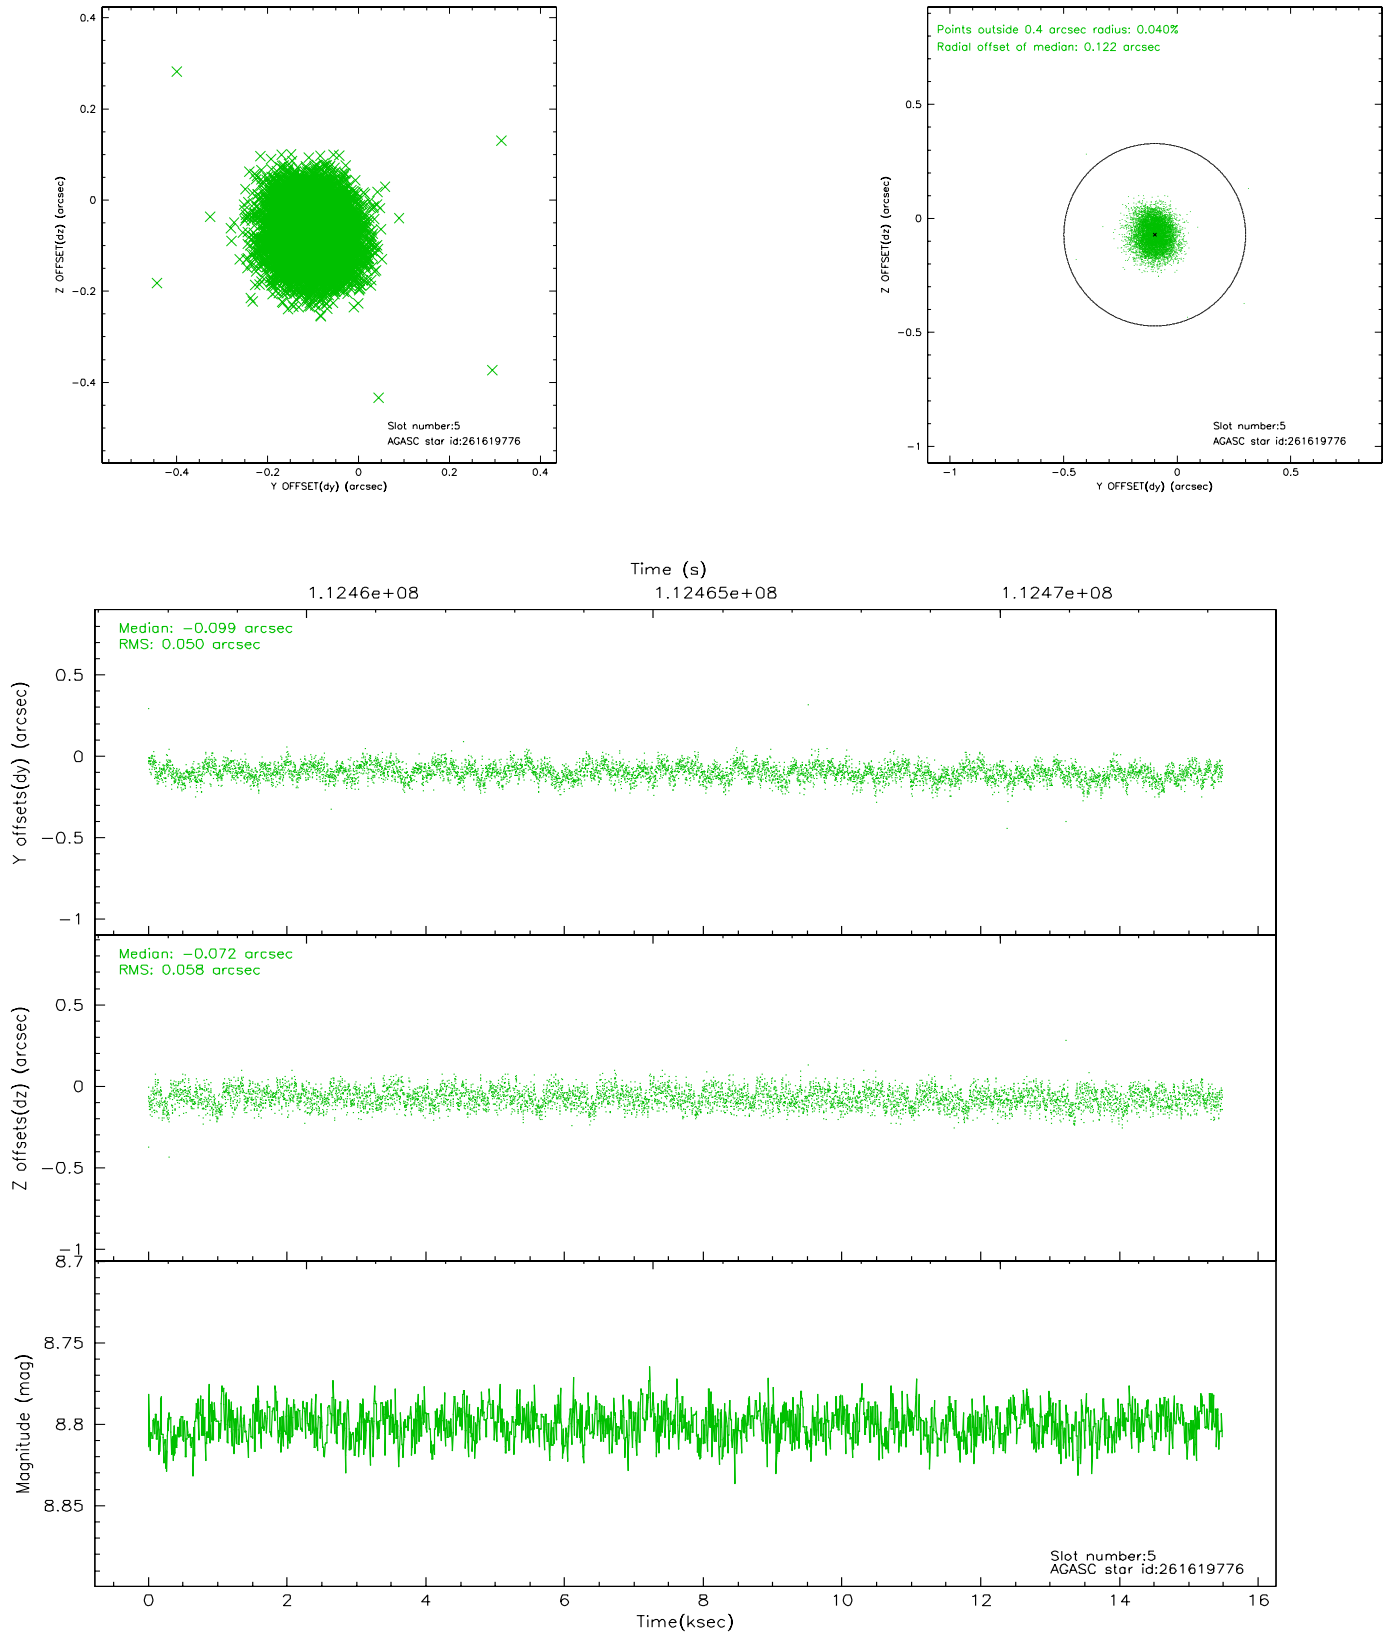 0.4
0.2
0
−0.2
−0.4
Z OFFSET(dz) (arcsec)
Slot number:5
AGASC star id:261619776
−0.4
−0.2
0
0.2
0.4
Y OFFSET(dy) (arcsec)
Points outside 0.4 arcsec radius: 0.040%
Radial offset of median: 0.122 arcsec
0.5
0
−0.5
−1
Z OFFSET(dz) (arcsec)
Slot number:5
AGASC star id:261619776
−1
−0.5
0
0.5
Y OFFSET(dy) (arcsec)
Time (s)
1.1246e+08
1.12465e+08
1.1247e+08
Median: −0.099 arcsec
RMS: 0.050 arcsec
0.5
0
−0.5
−1
Y offsets(dy) (arcsec)
Median: −0.072 arcsec
RMS: 0.058 arcsec
0.5
0
−0.5
−1
Z offsets(dz) (arcsec)
8.7
8.75
8.8
8.85
Magnitude (mag)
Slot number:5
AGASC star id:261619776
0
2
4
6
8
10
12
14
16
Time(ksec)